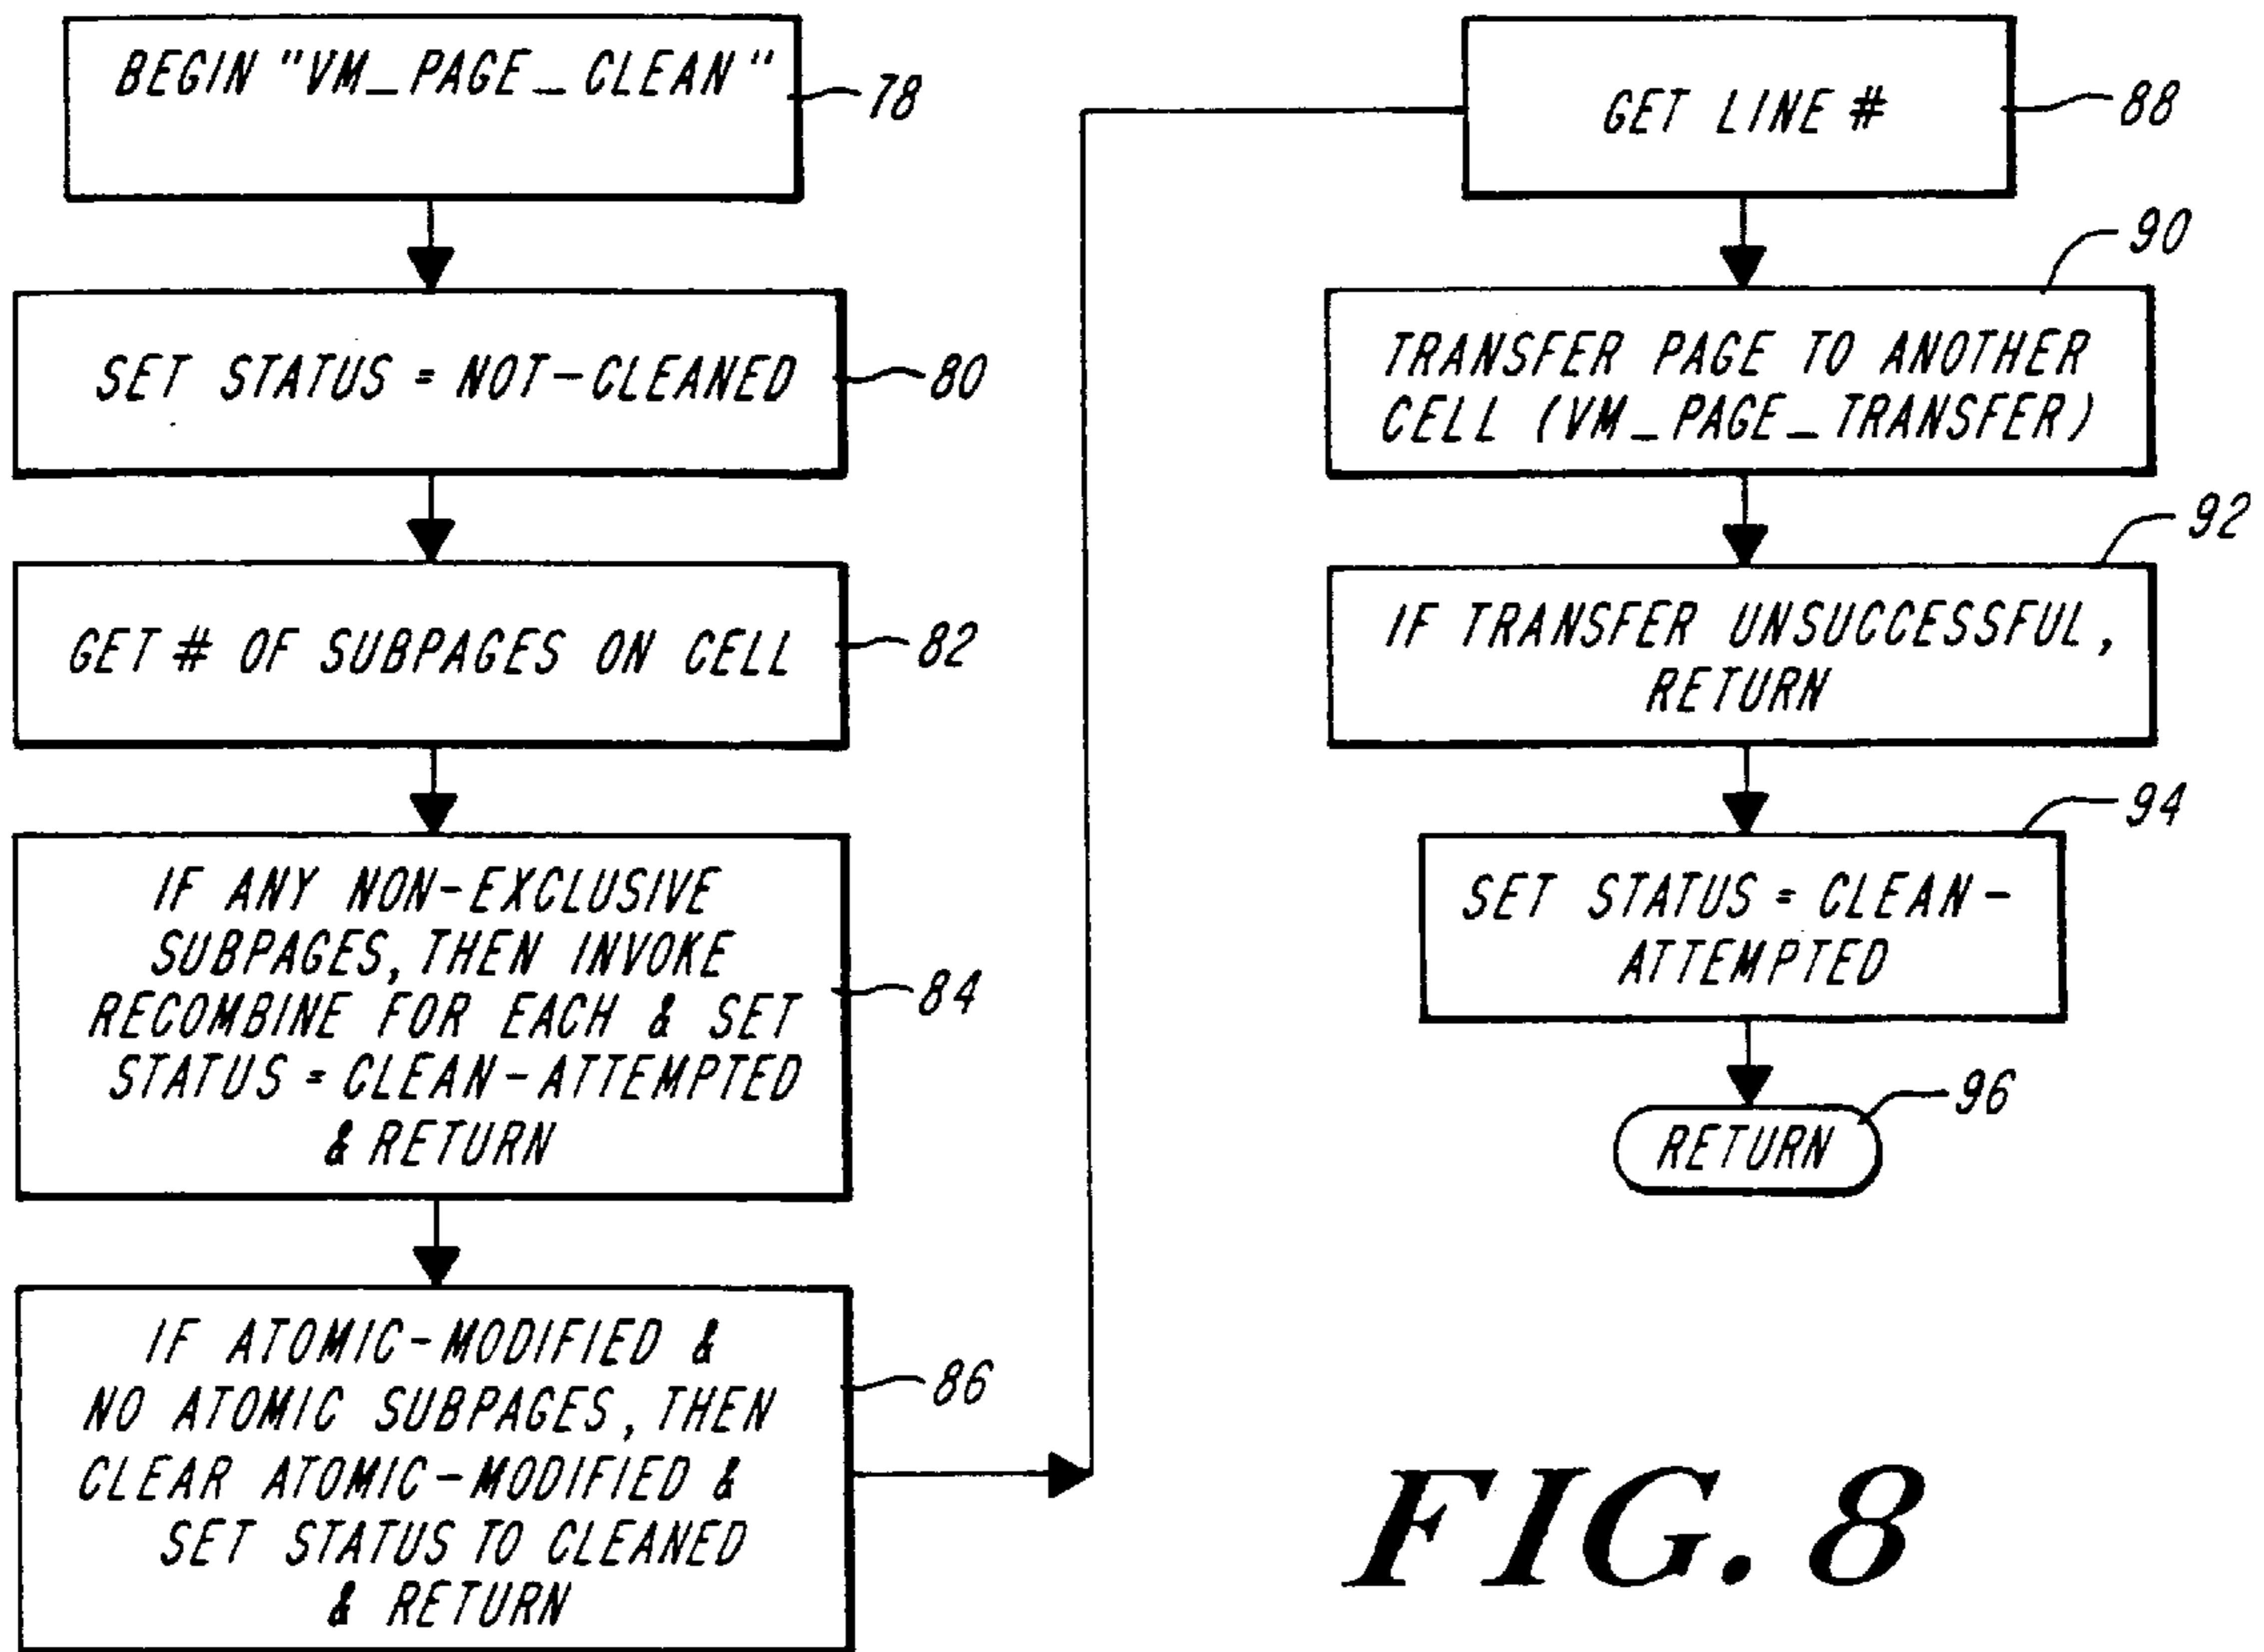 BEGIN "VM_PAGE_CLEAN"
78
SET STATUS = NOT-CLEANED
80
GET # OF SUBPAGES ON CELL
82
IF ANY NON-EXCLUSIVE
SUBPAGES, THEN INVOKE
RECOMBINE FOR EACH & SET
STATUS = CLEAN-ATTEMPTED
& RETURN
84
IF ATOMIC-MODIFIED &
NO ATOMIC SUBPAGES, THEN
CLEAR ATOMIC-MODIFIED &
SET STATUS TO CLEANED
& RETURN
86
GET LINE #
88
TRANSFER PAGE TO ANOTHER
CELL (VM_PAGE_TRANSFER)
90
IF TRANSFER UNSUCCESSFUL,
RETURN
92
SET STATUS = CLEAN-
ATTEMPTED
94
RETURN
96
FIG. 8